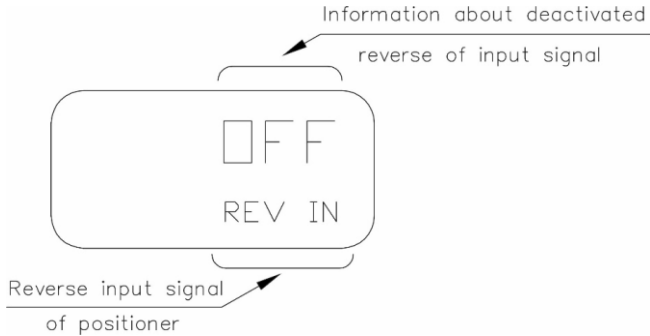 Information about deactivated
reverse of input signal
OFF
REV IN
Reverse input signal
of positioner